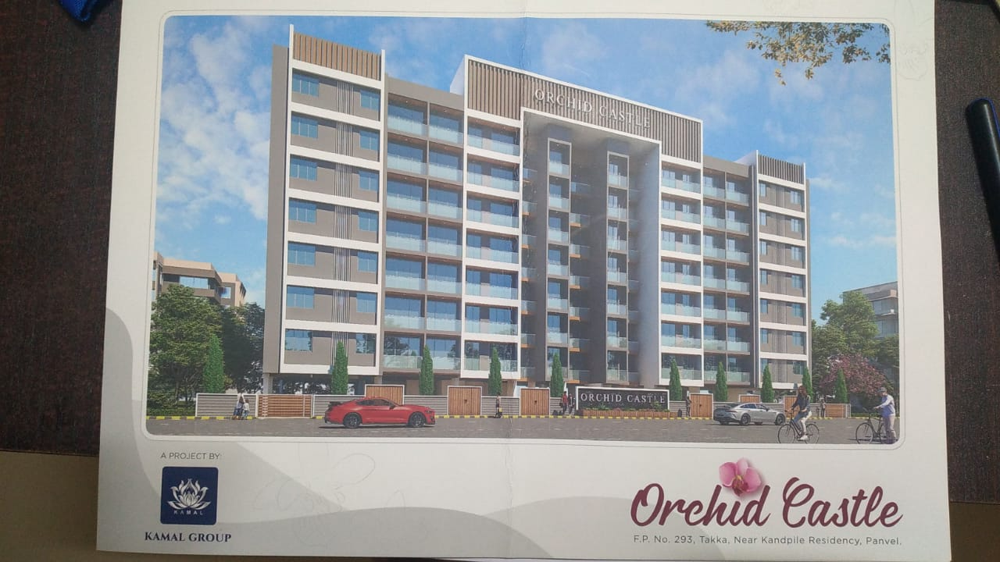 ORCHID CASTLE
ORCHID CASTLE
A PROJECT BY:
KAMAL
KAMAL GROUP
Orchid Castle
F.P. No. 293, Takka, Near Kandpile Residency, Panvel.